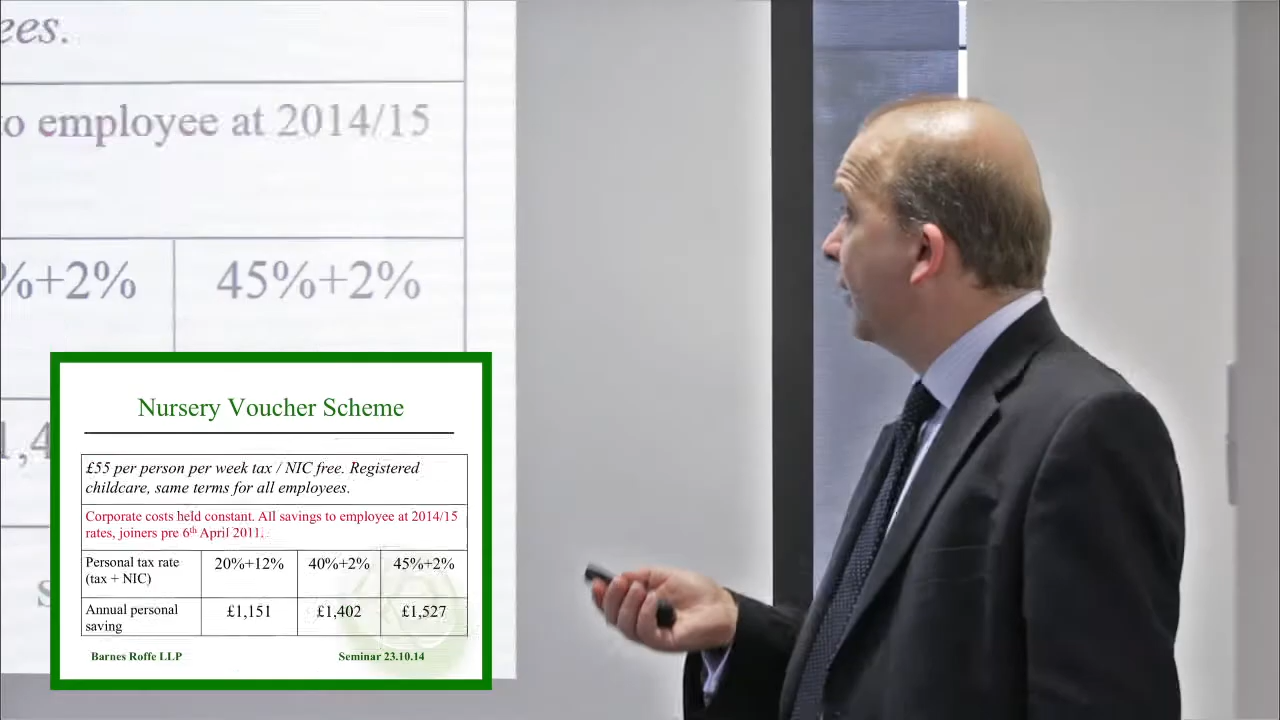 ees.
to employee at 2014/15
%+2% 45%+2%
Nursery Voucher Scheme
£55 per person per week tax / NIC free. Registered
childcare, same terms for all employees.
Corporate costs held constant. All savings to employee at 2014/15
rates, joiners pre 6th April 2011.
Personal tax rate
(tax + NIC)
20%+12% 40%+2% 45%+2%
Annual personal
saving
£1,151 £1,402 £1,527
Barnes Roffe LLP Seminar 23.10.14